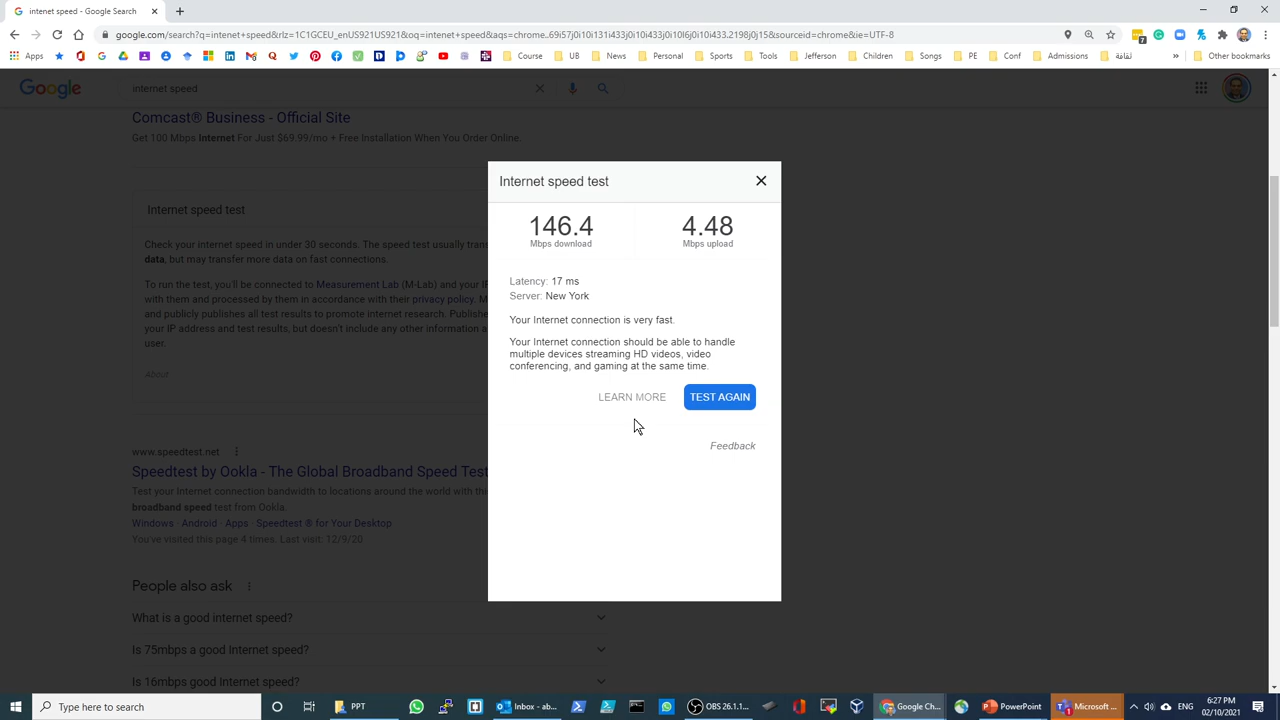 internet speed - Google Search
google.com/search?q=intenet+speed&rlz=1C1GCEU_enUS921US921&oq=intenet+speed&aqs=chrome..69i57j0i10i131i433j0i10i433j0i10l6j0i10i433.2198j0j15&sourceid=chrome&ie=UTF-8
Apps
Course
UB
News
Personal
Sports
Tools
Jefferson
Children
Songs
PE
Conf
Admissions
ثقافة
»
Other bookmarks
Google
internet speed
Comcast® Business - Official Site
Get 100 Mbps Internet For Just $69.99/mo + Free Installation When You Order Online.
Internet speed test
Check your internet speed in under 30 seconds. The speed test usually
data, but may transfer more data on fast connections.
To run the test, you'll be connected to Measurement Lab (M-Lab) and your
with them and processed by them in accordance with their privacy policy.
and publicly publishes all test results to promote internet research.
your IP address and test results, but doesn't include any other information
user.
About
Internet speed test
146.4
Mbps download
4.48
Mbps upload
Latency: 17 ms
Server: New York
Your Internet connection is very fast.
Your Internet connection should be able to handle
multiple devices streaming HD videos, video
conferencing, and gaming at the same time.
LEARN MORE
TEST AGAIN
Feedback
www.speedtest.net
Speedtest by Ookla - The Global Broadband Speed Test
Test your Internet connection bandwidth to locations around the world with
broadband speed test from Ookla.
Windows · Android · Apps · Speedtest ® for Your Desktop
You've visited this page 4 times. Last visit: 12/9/20
People also ask
What is a good internet speed?
Is 75mbps a good Internet speed?
Is 16mbps good Internet speed?
Type here to search
PPT
Inbox - ab...
OBS 26.1.1...
Google Ch...
PowerPoint
Microsoft ...
ENG
6:27 PM
02/10/2021